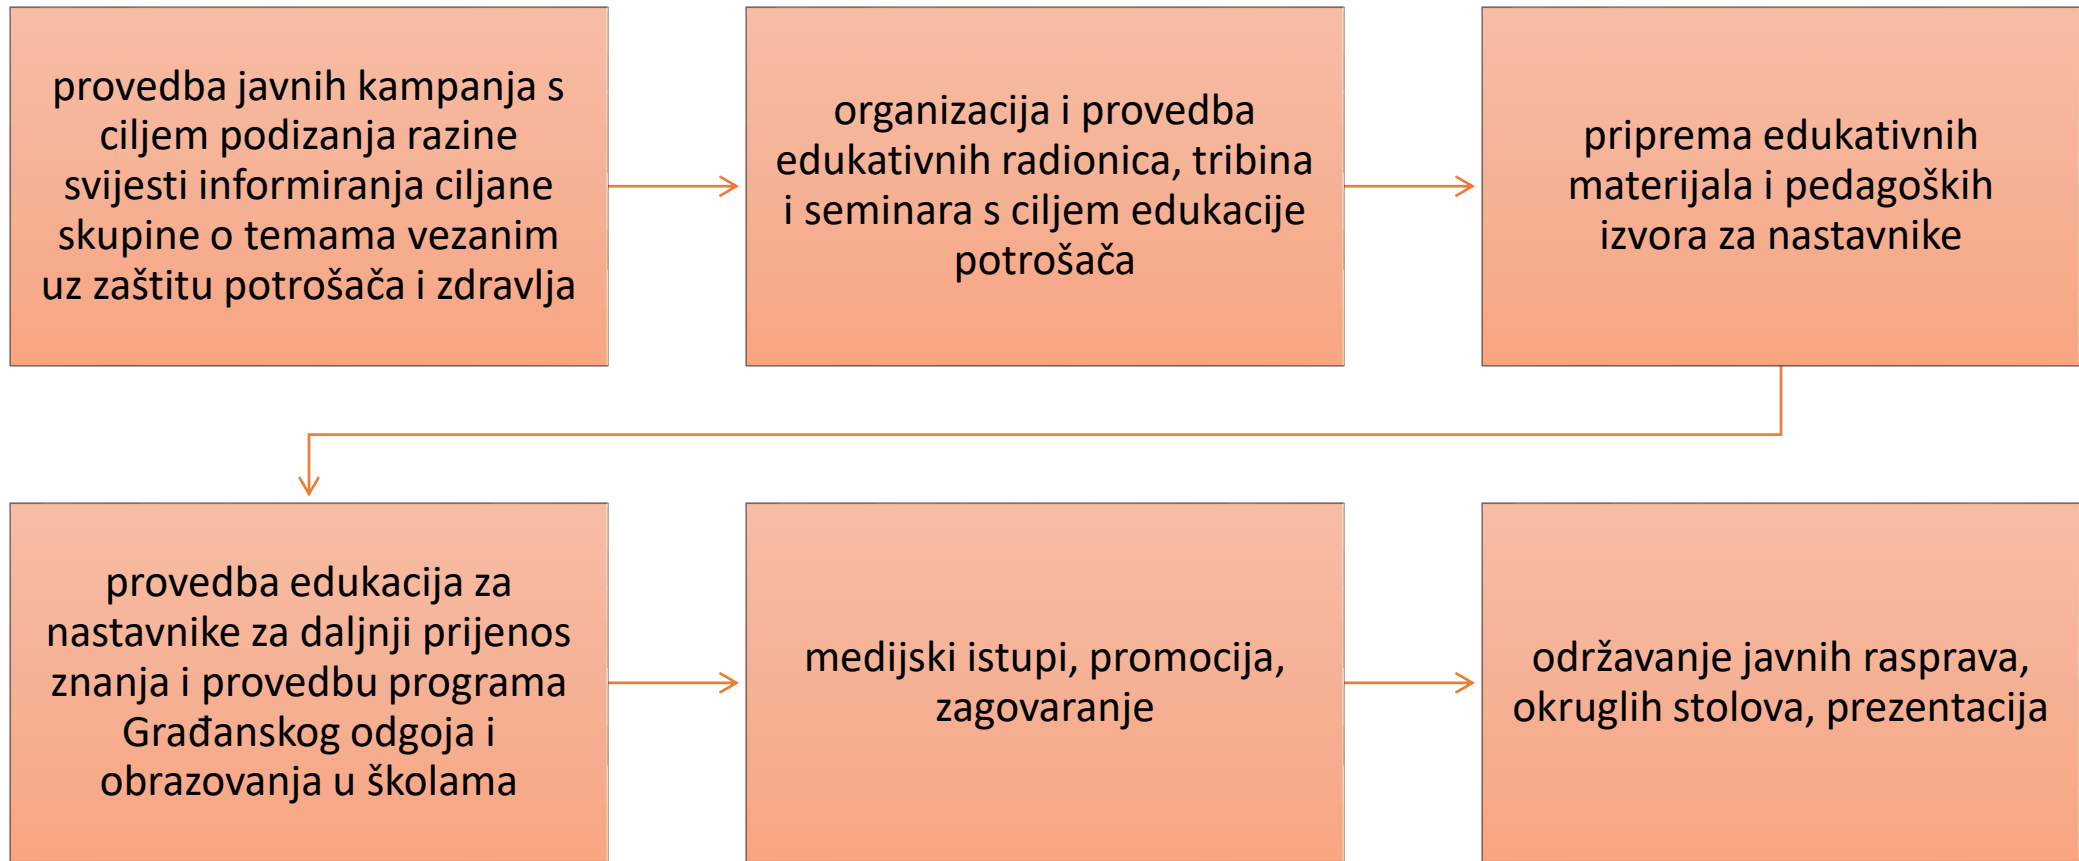 provedba javnih kampanja s
ciljem podizanja razine
svijesti informiranja ciljane
skupine o temama vezanim
uz zaštitu potrošača i zdravlja
organizacija i provedba
edukativnih radionica, tribina
i seminara s ciljem edukacije
potrošača
priprema edukativnih
materijala i pedagoških
izvora za nastavnike
provedba edukacija za
nastavnike za daljnji prijenos
znanja i provedbu programa
Građanskog odgoja i
obrazovanja u školama
medijski istupi, promocija,
zagovaranje
održavanje javnih rasprava,
okruglih stolova, prezentacija